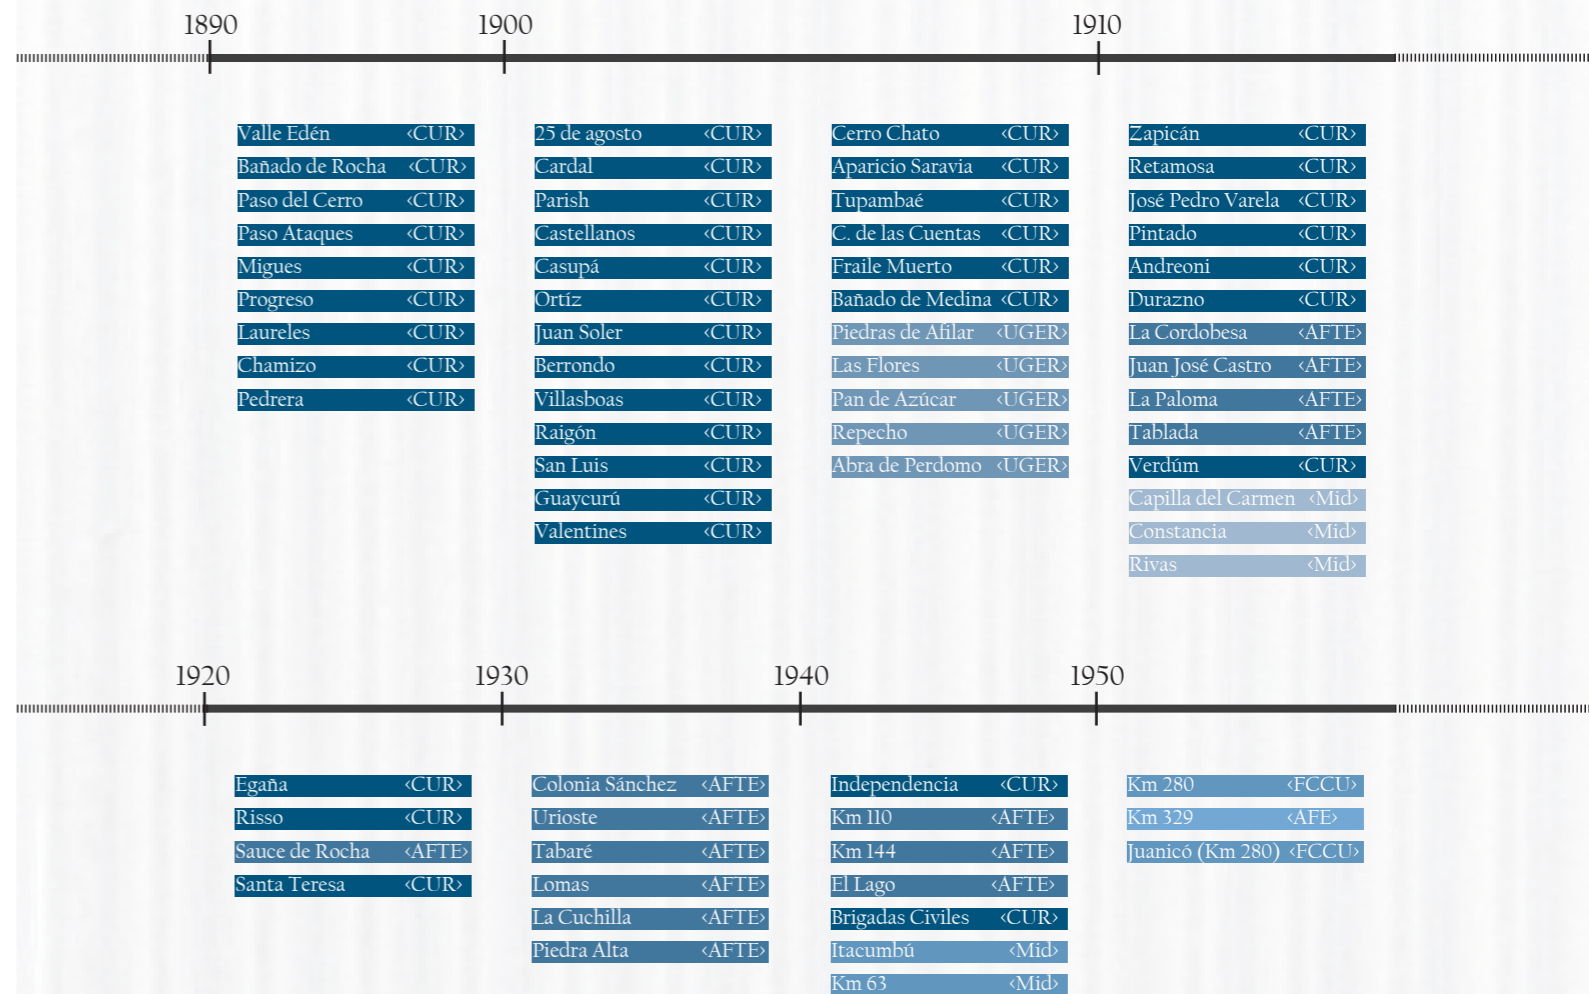 1890 1900 1910
Valle Edén ‹CUR›
Bañado de Rocha ‹CUR›
Paso del Cerro ‹CUR›
Paso Ataques ‹CUR›
Migues ‹CUR›
Progreso ‹CUR›
Laureles ‹CUR›
Chamizo ‹CUR›
Pedrera ‹CUR›
25 de agosto ‹CUR›
Cardal ‹CUR›
Parish ‹CUR›
Castellanos ‹CUR›
Casupá ‹CUR›
Ortíz ‹CUR›
Juan Soler ‹CUR›
Berrondo ‹CUR›
Villasboas ‹CUR›
Raigón ‹CUR›
San Luis ‹CUR›
Guaycurú ‹CUR›
Valentines ‹CUR›
Cerro Chato ‹CUR›
Aparicio Saravia ‹CUR›
Tupambaé ‹CUR›
C. de las Cuentas ‹CUR›
Fraile Muerto ‹CUR›
Bañado de Medina ‹CUR›
Piedras de Afilar ‹UGER›
Las Flores ‹UGER›
Pan de Azúcar ‹UGER›
Repecho ‹UGER›
Abra de Perdomo ‹UGER›
Zapicán ‹CUR›
Retamosa ‹CUR›
José Pedro Varela ‹CUR›
Pintado ‹CUR›
Andreoni ‹CUR›
Durazno ‹CUR›
La Cordobesa ‹AFTE›
Juan José Castro ‹AFTE›
La Paloma ‹AFTE›
Tablada ‹AFTE›
Verdúm ‹CUR›
Capilla del Carmen ‹Mid›
Constancia ‹Mid›
Rivas ‹Mid›
1920 1930 1940 1950
Egaña ‹CUR›
Risso ‹CUR›
Sauce de Rocha ‹AFTE›
Santa Teresa ‹CUR›
Colonia Sánchez ‹AFTE›
Urioste ‹AFTE›
Tabaré ‹AFTE›
Lomas ‹AFTE›
La Cuchilla ‹AFTE›
Piedra Alta ‹AFTE›
Independencia ‹CUR›
Km 110 ‹AFTE›
Km 144 ‹AFTE›
El Lago ‹AFTE›
Brigadas Civiles ‹CUR›
Itacumbú ‹Mid›
Km 63 ‹Mid›
Km 280 ‹FCCU›
Km 329 ‹AFE›
Juanicó (Km 280) ‹FCCU›